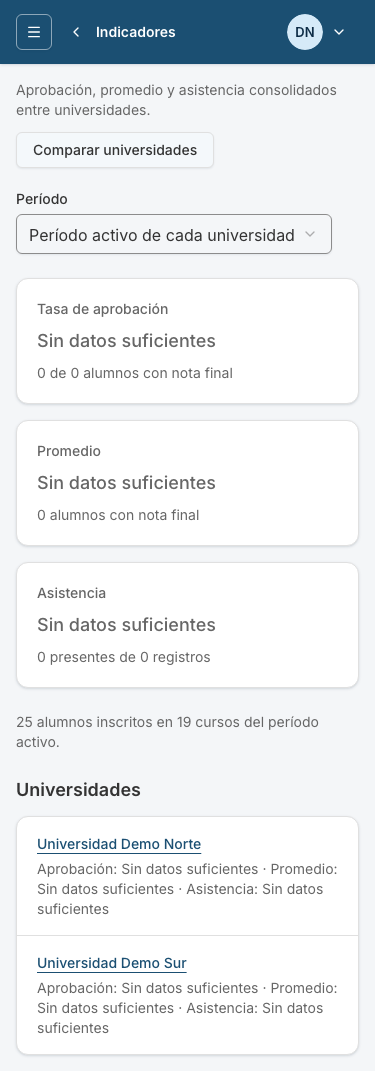 Indicadores
DN
Aprobación, promedio y asistencia consolidados
entre universidades.
Comparar universidades
Período
Período activo de cada universidad
Tasa de aprobación
Sin datos suficientes
0 de 0 alumnos con nota final
Promedio
Sin datos suficientes
0 alumnos con nota final
Asistencia
Sin datos suficientes
0 presentes de 0 registros
25 alumnos inscritos en 19 cursos del período
activo.
Universidades
Universidad Demo Norte
Aprobación: Sin datos suficientes · Promedio:
Sin datos suficientes · Asistencia: Sin datos
suficientes
Universidad Demo Sur
Aprobación: Sin datos suficientes · Promedio:
Sin datos suficientes · Asistencia: Sin datos
suficientes